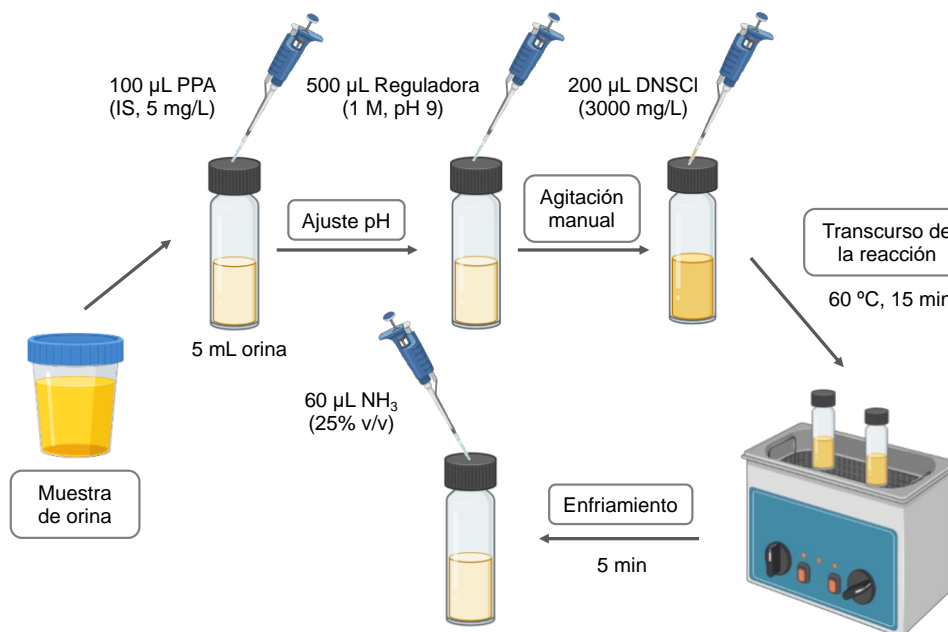 100 µL PPA
(IS, 5 mg/L)
500 µL Reguladora
(1 M, pH 9)
200 µL DNSCl
(3000 mg/L)
Ajuste pH
Agitación
manual
Transcurso de
la reacción
60 ºC, 15 min
5 mL orina
Muestra
de orina
60 µL NH₃
(25% v/v)
Enfriamiento
5 min